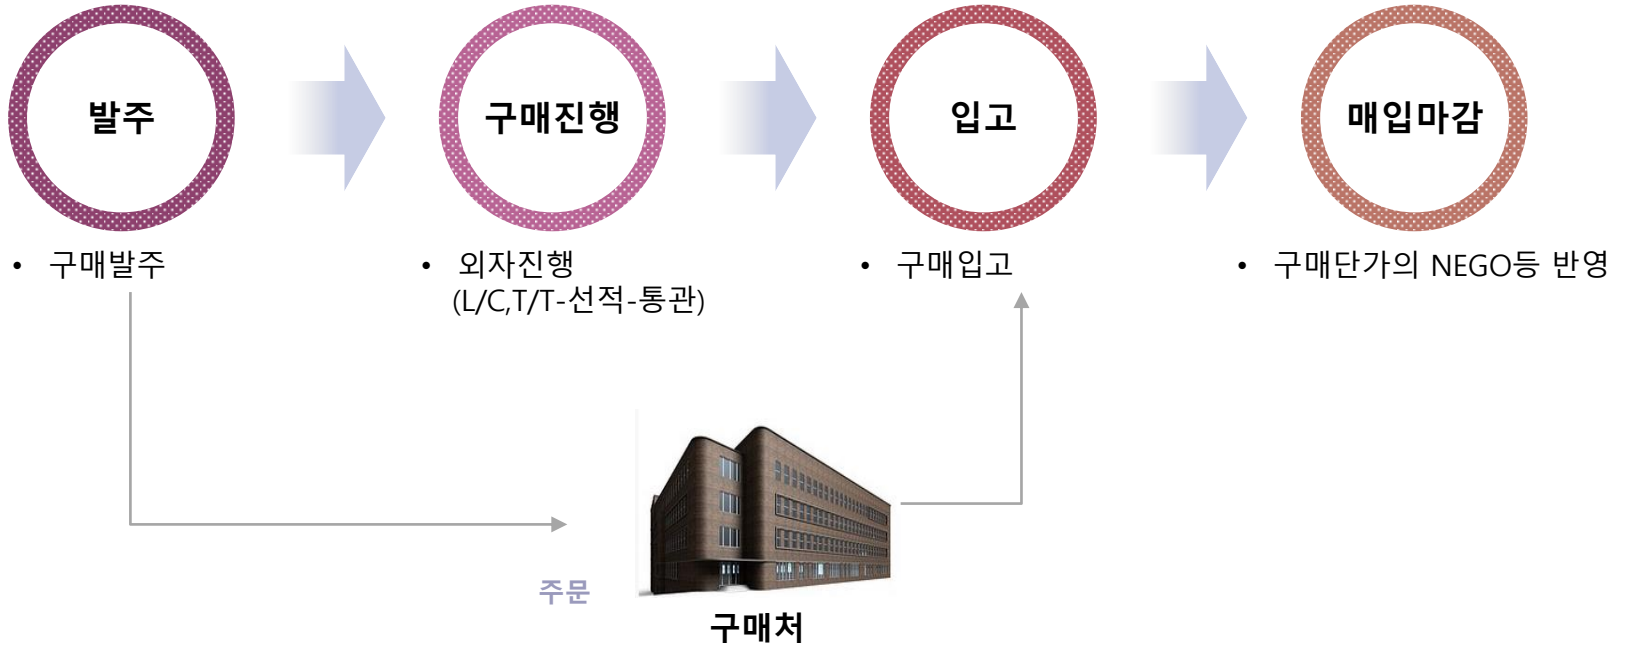 발주
구매진행
입고
매입마감
• 구매발주
• 외자진행
(L/C,T/T-선적-통관)
• 구매입고
• 구매단가의 NEGO등 반영
주문
구매처